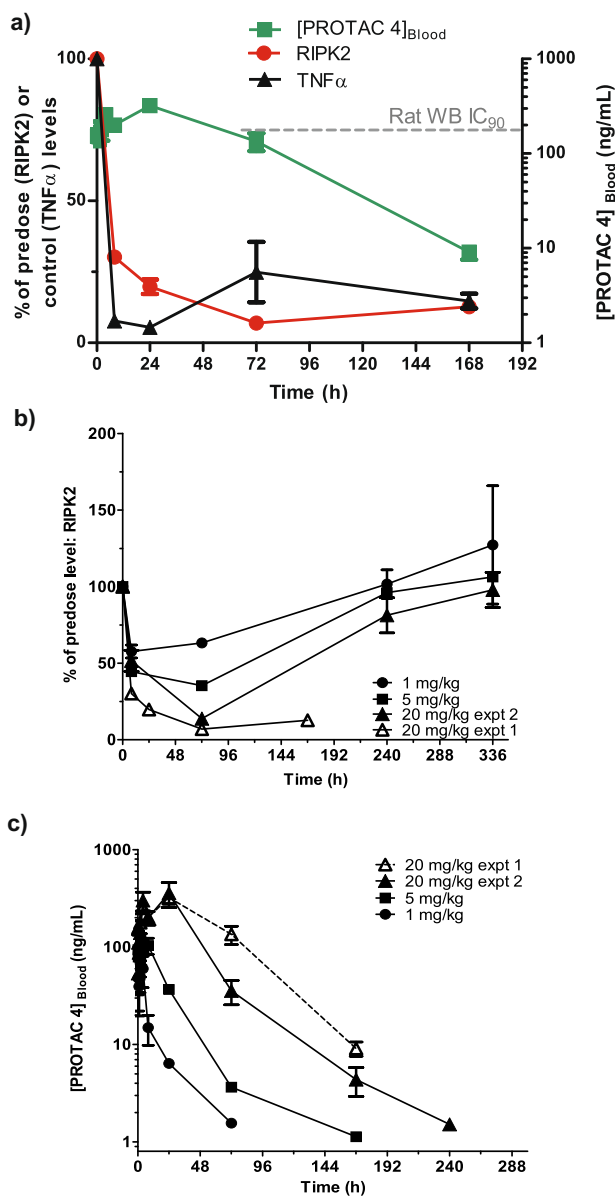 a)
[PROTAC 4]Blood
RIPK2
TNFα
% of predose (RIPK2) or
control (TNFα) levels
100
50
0
1000
100
10
1
Rat WB IC90
[PROTAC 4] Blood (ng/mL)
0 24 48 72 96 120 144 168 192
Time (h)
b)
% of predose level: RIPK2
200
150
100
50
0
1 mg/kg
5 mg/kg
20 mg/kg expt 2
20 mg/kg expt 1
0 48 96 144 192 240 288 336
Time (h)
c)
[PROTAC 4] Blood (ng/mL)
1000
100
10
1
20 mg/kg expt 1
20 mg/kg expt 2
5 mg/kg
1 mg/kg
0 48 96 144 192 240 288
Time (h)